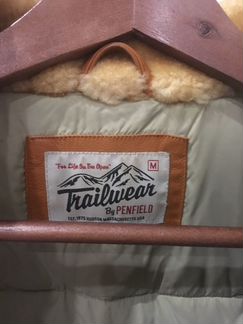 "For Life In The Open"
M
Trailwear
By PENFIELD
EST. 1975 HUDSON MASSACHUSETTS USA